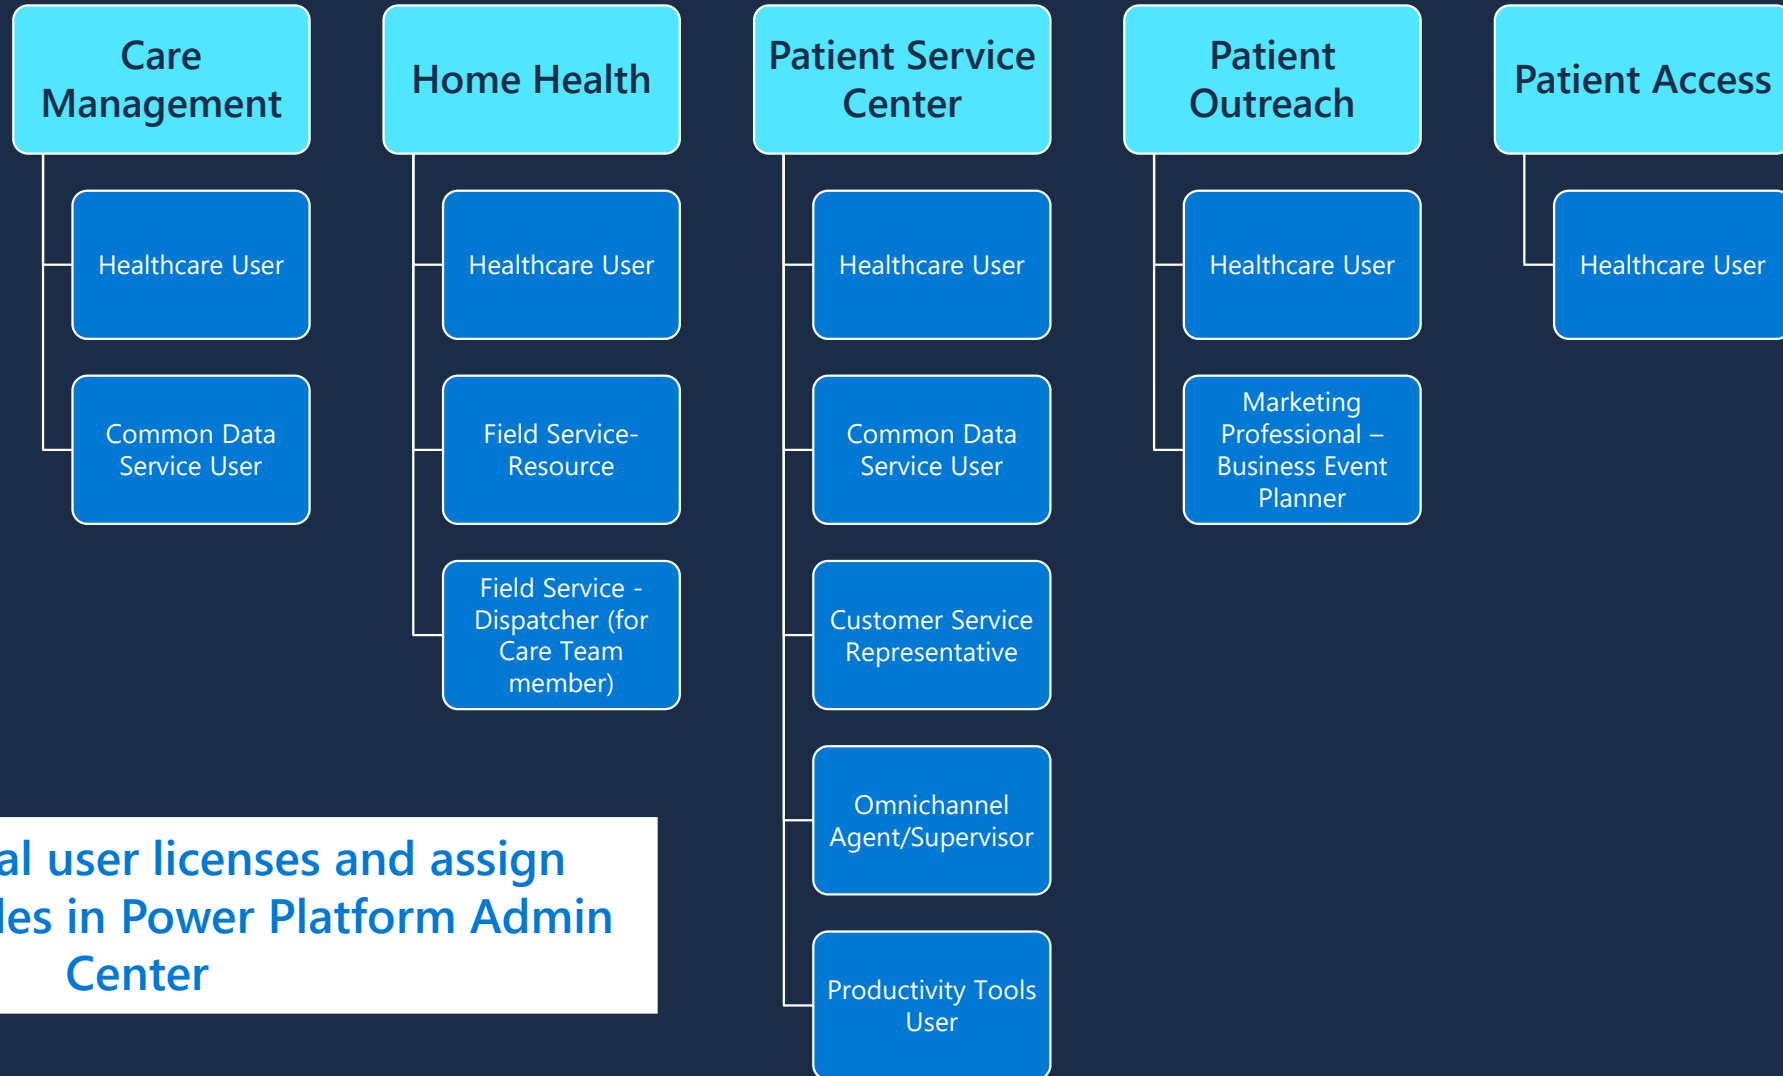 Care
Management
Healthcare User
Common Data
Service User
Home Health
Healthcare User
Field Service-
Resource
Field Service -
Dispatcher (for
Care Team
member)
Patient Service
Center
Healthcare User
Common Data
Service User
Customer Service
Representative
Omnichannel
Agent/Supervisor
Productivity Tools
User
Patient
Outreach
Healthcare User
Marketing
Professional –
Business Event
Planner
Patient Access
Healthcare User
user licenses and assign
in Power Platform Admin
Center